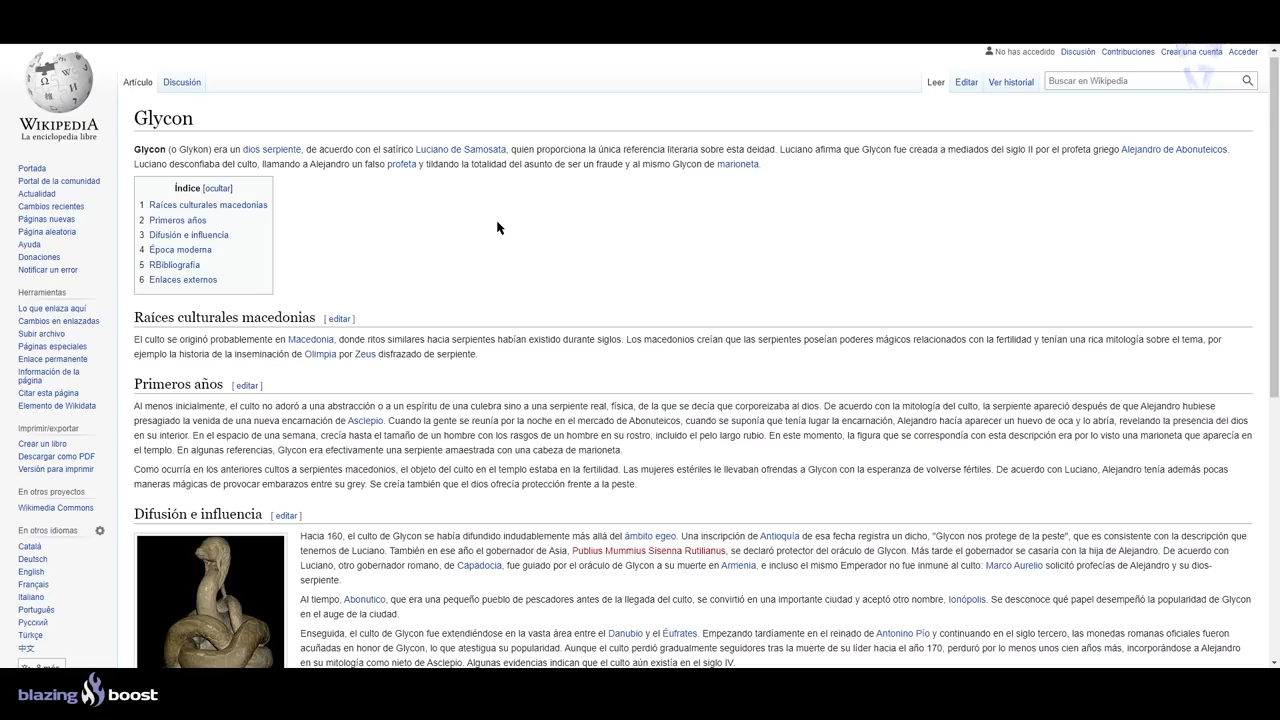 No has accedido Discusión Contribuciones Crear una cuenta Acceder
WIKIPEDIA
La enciclopedia libre
Artículo Discusión
Leer Editar Ver historial Buscar en Wikipedia
Portada
Portal de la comunidad
Actualidad
Cambios recientes
Páginas nuevas
Página aleatoria
Ayuda
Donaciones
Notificar un error
Herramientas
Lo que enlaza aquí
Cambios en enlazadas
Subir archivo
Páginas especiales
Enlace permanente
Información de la
página
Citar esta página
Elemento de Wikidata
Imprimir/exportar
Crear un libro
Descargar como PDF
Versión para imprimir
En otros proyectos
Wikimedia Commons
En otros idiomas
Català
Deutsch
English
Français
Italiano
Português
Русский
Türkçe
中文
Glycon
Glycon (o Glykon) era un dios serpiente, de acuerdo con el satírico Luciano de Samosata, quien proporciona la única referencia literaria sobre esta deidad. Luciano afirma que Glycon fue creada a mediados del siglo II por el profeta griego Alejandro de Abonuteicos.
Luciano desconfiaba del culto, llamando a Alejandro un falso profeta y tildando la totalidad del asunto de ser un fraude y al mismo Glycon de marioneta.
Índice [ocultar]
1 Raíces culturales macedonias
2 Primeros años
3 Difusión e influencia
4 Época moderna
5 RBibliografía
6 Enlaces externos
Raíces culturales macedonias [ editar ]
El culto se originó probablemente en Macedonia, donde ritos similares hacia serpientes habían existido durante siglos. Los macedonios creían que las serpientes poseían poderes mágicos relacionados con la fertilidad y tenían una rica mitología sobre el tema, por
ejemplo la historia de la inseminación de Olimpia por Zeus disfrazado de serpiente.
Primeros años [ editar ]
Al menos inicialmente, el culto no adoró a una abstracción o a un espíritu de una culebra sino a una serpiente real, física, de la que se decía que corporeizaba al dios. De acuerdo con la mitología del culto, la serpiente apareció después de que Alejandro hubiese
presagiado la venida de una nueva encarnación de Asclepio. Cuando la gente se reunía por la noche en el mercado de Abonuteicos, cuando se suponía que tenía lugar la encarnación, Alejandro hacía aparecer un huevo de oca y lo abría, revelando la presencia del dios
en su interior. En el espacio de una semana, crecía hasta el tamaño de un hombre con los rasgos de un hombre en su rostro, incluido el pelo largo rubio. En este momento, la figura que se correspondía con esta descripción era por lo visto una marioneta que aparecía en
el templo. En algunas referencias, Glycon era efectivamente una serpiente amaestrada con una cabeza de marioneta.
Como ocurría en los anteriores cultos a serpientes macedonios, el objeto del culto en el templo estaba en la fertilidad. Las mujeres estériles le llevaban ofrendas a Glycon con la esperanza de volverse fértiles. De acuerdo con Luciano, Alejandro tenía además pocas
maneras mágicas de provocar embarazos entre su grey. Se creía también que el dios ofrecía protección frente a la peste.
Difusión e influencia [ editar ]
Hacia 160, el culto de Glycon se había difundido indudablemente más allá del ámbito egeo. Una inscripción de Antioquía de esa fecha registra un dicho, "Glycon nos protege de la peste", que es consistente con la descripción que
tenemos de Luciano. También en ese año el gobernador de Asia, Publius Mummius Sisenna Rutilianus, se declaró protector del oráculo de Glycon. Más tarde el gobernador se casaría con la hija de Alejandro. De acuerdo con
Luciano, otro gobernador romano, de Capadocia, fue guiado por el oráculo de Glycon a su muerte en Armenia, e incluso el mismo Emperador no fue inmune al culto: Marco Aurelio solicitó profecías de Alejandro y su dios-
serpiente.
Al tiempo, Abonutico, que era una pequeño pueblo de pescadores antes de la llegada del culto, se convirtió en una importante ciudad y aceptó otro nombre, Ionópolis. Se desconoce qué papel desempeñó la popularidad de Glycon
en el auge de la ciudad.
Enseguida, el culto de Glycon fue extendiéndose en la vasta área entre el Danubio y el Éufrates. Empezando tardíamente en el reinado de Antonino Pío y continuando en el siglo tercero, las monedas romanas oficiales fueron
acuñadas en honor de Glycon, lo que atestigua su popularidad. Aunque el culto perdió gradualmente seguidores tras la muerte de su líder hacia el año 170, perduró por lo menos unos cien años más, incorporándose a Alejandro
en su mitología como nieto de Asclepio. Algunas evidencias indican que el culto aún existía en el siglo IV.
blazing boost